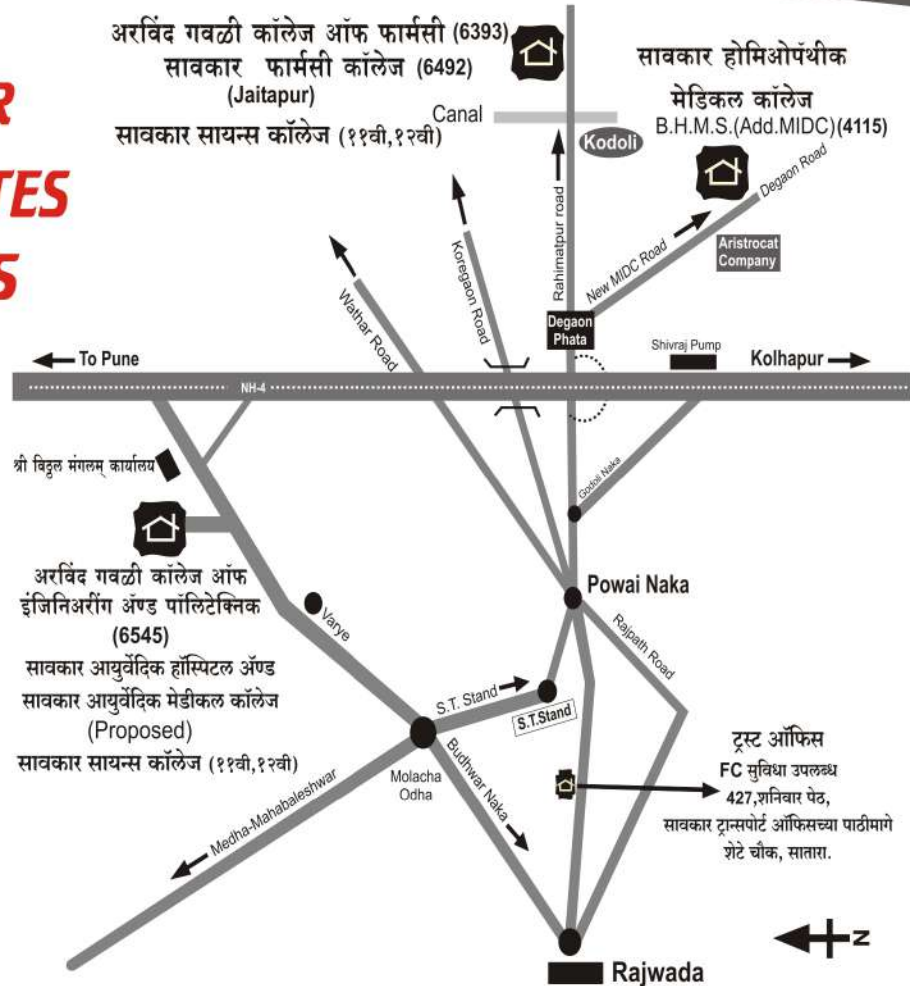 R
TES
S
अरविंद गवळी कॉलेज ऑफ फार्मसी (6393)
सावकार फार्मसी कॉलेज (6492)
(Jaitapur)
सावकार सायन्स कॉलेज (११वी,१२वी)
Canal
Kodoli
सावकार होमिओपॅथीक
मेडिकल कॉलेज
B.H.M.S.(Add.MIDC)(4115)
Degaon Road
New MIDC Road
Aristrocat
Company
Rahimatpur road
Koregaon Road
Wathar Road
Degaon
Phata
Shivraj Pump
To Pune
Kolhapur
NH-4
श्री विठ्ठल मंगलम् कार्यालय
Godoli Naka
अरविंद गवळी कॉलेज ऑफ
इंजिनिअरींग ॲण्ड पॉलिटेक्निक
(6545)
सावकार आयुर्वेदिक हॉस्पिटल ॲण्ड
सावकार आयुर्वेदिक मेडीकल कॉलेज
(Proposed)
सावकार सायन्स कॉलेज (११वी,१२वी)
Varye
Powai Naka
Rajpath Road
S.T. Stand
S.T.Stand
Molacha
Odha
Budhwar Naka
Medha-Mahabaleshwar
ट्रस्ट ऑफिस
FC सुविधा उपलब्ध
427,शनिवार पेठ,
सावकार ट्रान्सपोर्ट ऑफिसच्या पाठीमागे
शेटे चौक, सातारा.
N
Rajwada